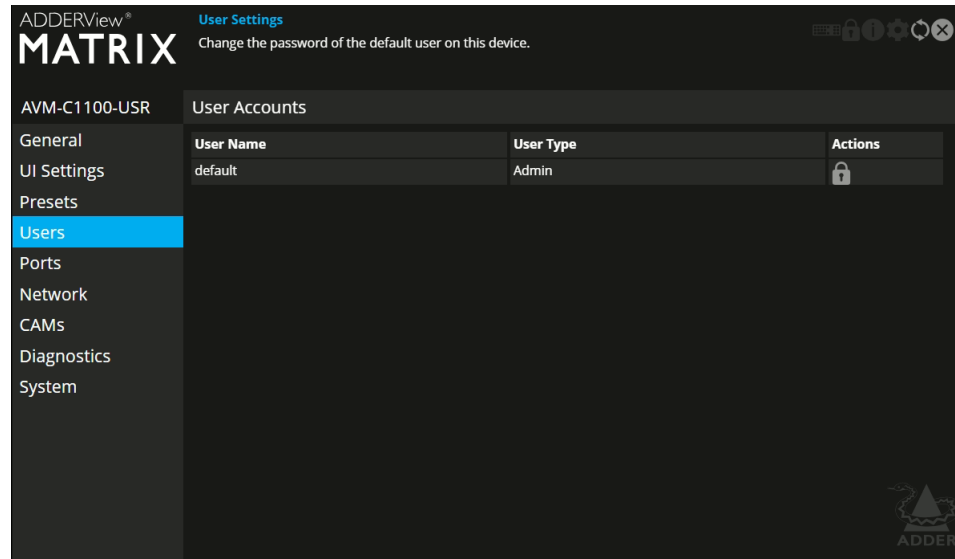 ADDERView®
MATRIX
User Settings
Change the password of the default user on this device.
AVM-C1100-USR
User Accounts
General
UI Settings
Presets
Users
Ports
Network
CAMs
Diagnostics
System
User Name User Type Actions
default Admin
ADDER